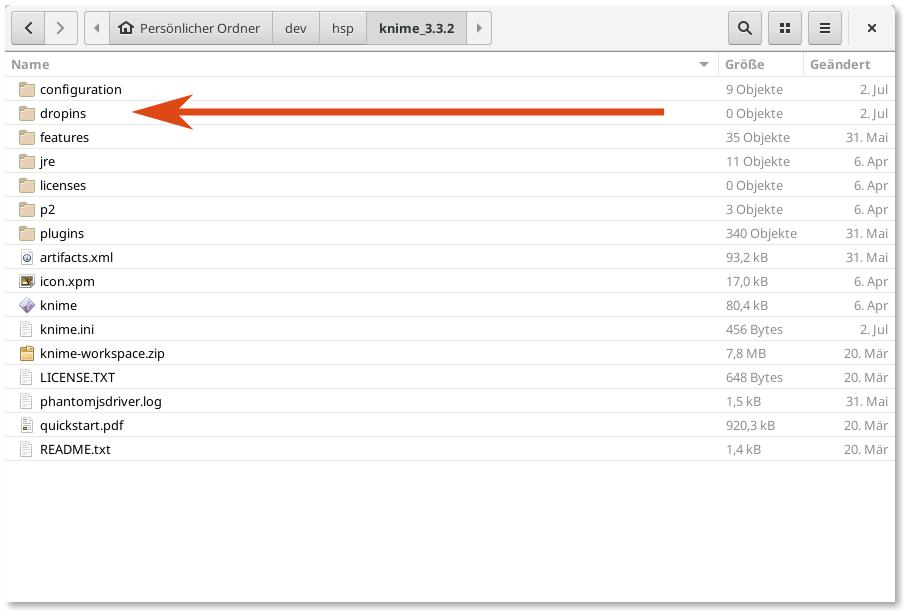 Persönlicher Ordner dev hsp knime_3.3.2
Name Größe Geändert
configuration 9 Objekte 2. Jul
dropins 0 Objekte 2. Jul
features 35 Objekte 31. Mai
jre 11 Objekte 6. Apr
licenses 0 Objekte 6. Apr
p2 3 Objekte 6. Apr
plugins 340 Objekte 31. Mai
artifacts.xml 93,2 kB 31. Mai
icon.xpm 17,0 kB 6. Apr
knime 80,4 kB 6. Apr
knime.ini 456 Bytes 2. Jul
knime-workspace.zip 7,8 MB 20. Mär
LICENSE.TXT 648 Bytes 20. Mär
phantomjsdriver.log 1,5 kB 31. Mai
quickstart.pdf 920,3 kB 20. Mär
README.txt 1,4 kB 20. Mär